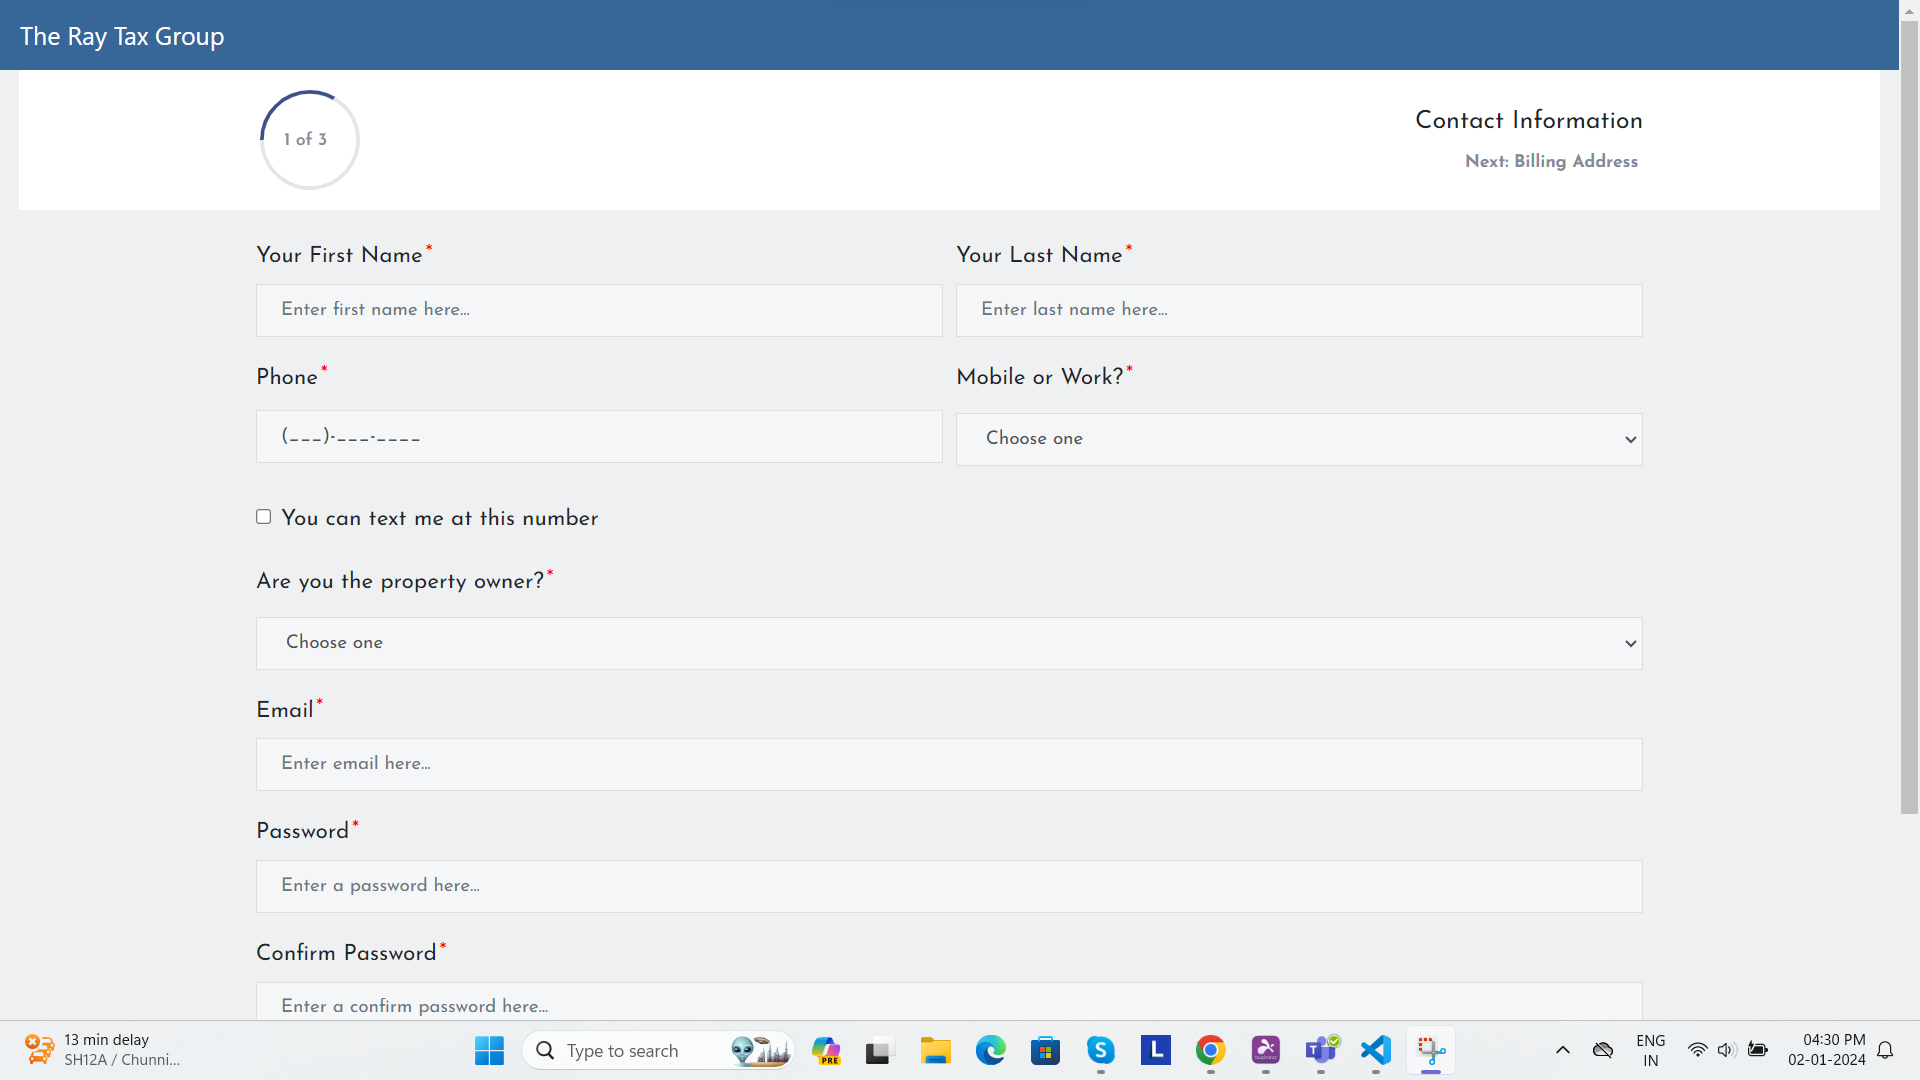 The Ray Tax Group
1 of 3
Contact Information
Next: Billing Address
Your First Name*
Your Last Name*
Enter first name here...
Enter last name here...
Phone*
Mobile or Work?*
(___)-___-____
Choose one
You can text me at this number
Are you the property owner?*
Choose one
Email*
Enter email here...
Password*
Enter a password here...
Confirm Password*
Enter a confirm password here...
13 min delay
SH12A / Chunni...
Type to search
PRE
S
L
business
T
ENG
IN
04:30 PM
02-01-2024